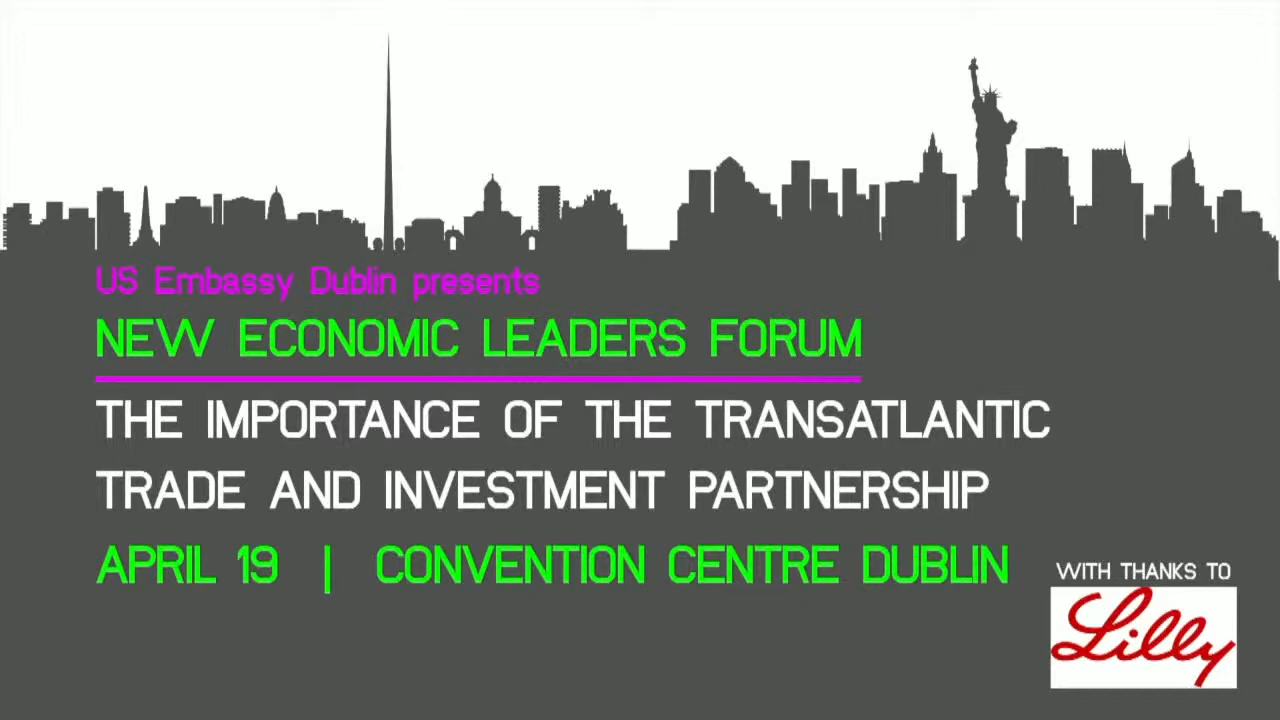 US Embassy Dublin presents
NEW ECONOMIC LEADERS FORUM
THE IMPORTANCE OF THE TRANSATLANTIC
TRADE AND INVESTMENT PARTNERSHIP
APRIL 19 | CONVENTION CENTRE DUBLIN
WITH THANKS TO
Lilly